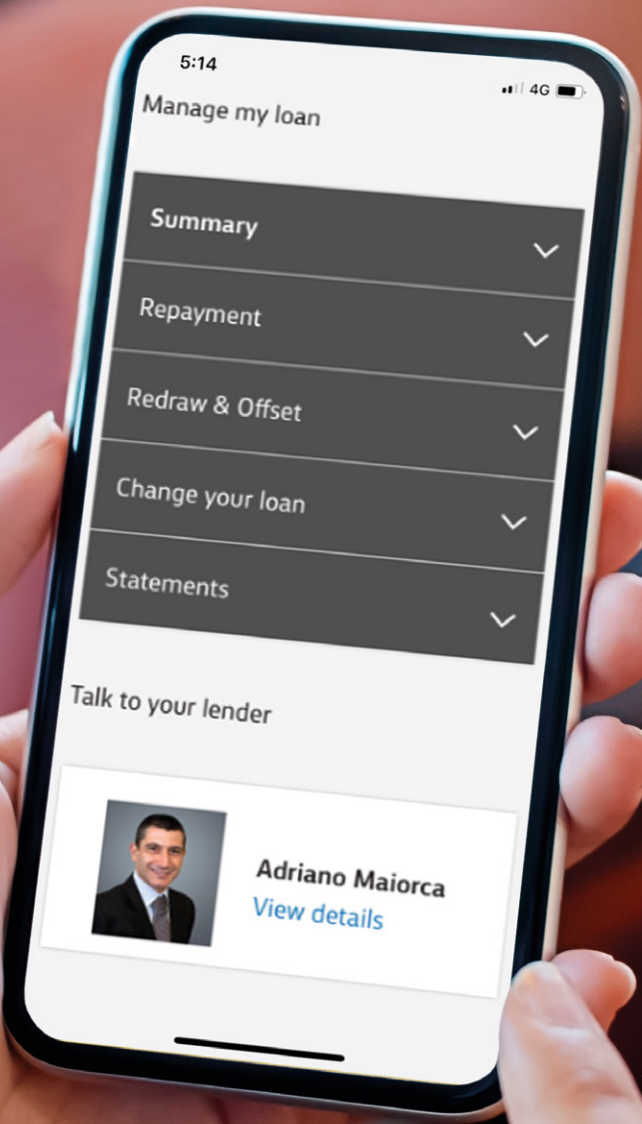 5:14
4G
Manage my loan
Summary
Repayment
Redraw & Offset
Change your loan
Statements
Talk to your lender
Adriano Maiorca
View details